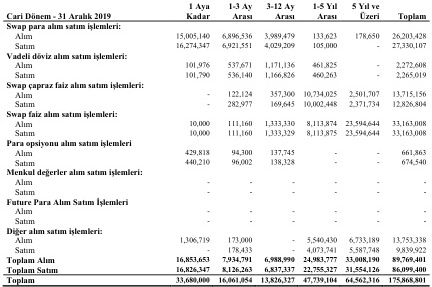 1 Aya 1-3 Ay 3-12 Ay 1-5 Yıl 5 Yıl ve
Cari Dönem - 31 Aralık 2019 Kadar Arası Arası Arası Üzeri Toplam
Swap para alım satım işlemleri:
Alım 15,005,140 6,896,536 3,989,479 133,623 178,650 26,203,428
Satım 16,274,347 6,921,551 4,029,209 105,000 - 27,330,107
Vadeli döviz alım satım işlemleri:
Alım 101,976 537,671 1,171,136 461,825 - 2,272,608
Satım 101,790 536,140 1,166,826 460,263 - 2,265,019
Swap çapraz faiz alım satım işlemleri:
Alım - 122,124 357,300 10,734,025 2,501,707 13,715,156
Satım - 282,977 169,645 10,002,448 2,371,734 12,826,804
Swap faiz alım satım işlemleri:
Alım 10,000 111,160 1,333,330 8,113,874 23,594,644 33,163,008
Satım 10,000 111,160 1,333,329 8,113,875 23,594,644 33,163,008
Para opsiyonu alım satım işlemleri
Alım 429,818 94,300 137,745 - - 661,863
Satım 440,210 96,002 138,328 - - 674,540
Menkul değerler alım satım işlemleri:
Alım - - - - - -
Satım - - - - - -
Future Para Alım Satım İşlemleri
Alım - - - - - -
Satım - - - - - -
Diğer alım satım işlemleri:
Alım 1,306,719 173,000 - 5,540,430 6,733,189 13,753,338
Satım - 178,433 - 4,073,741 5,587,748 9,839,922
Toplam Alım 16,853,653 7,934,791 6,988,990 24,983,777 33,008,190 89,769,401
Toplam Satım 16,826,347 8,126,263 6,837,337 22,755,327 31,554,126 86,099,400
Toplam 33,680,000 16,061,054 13,826,327 47,739,104 64,562,316 175,868,801